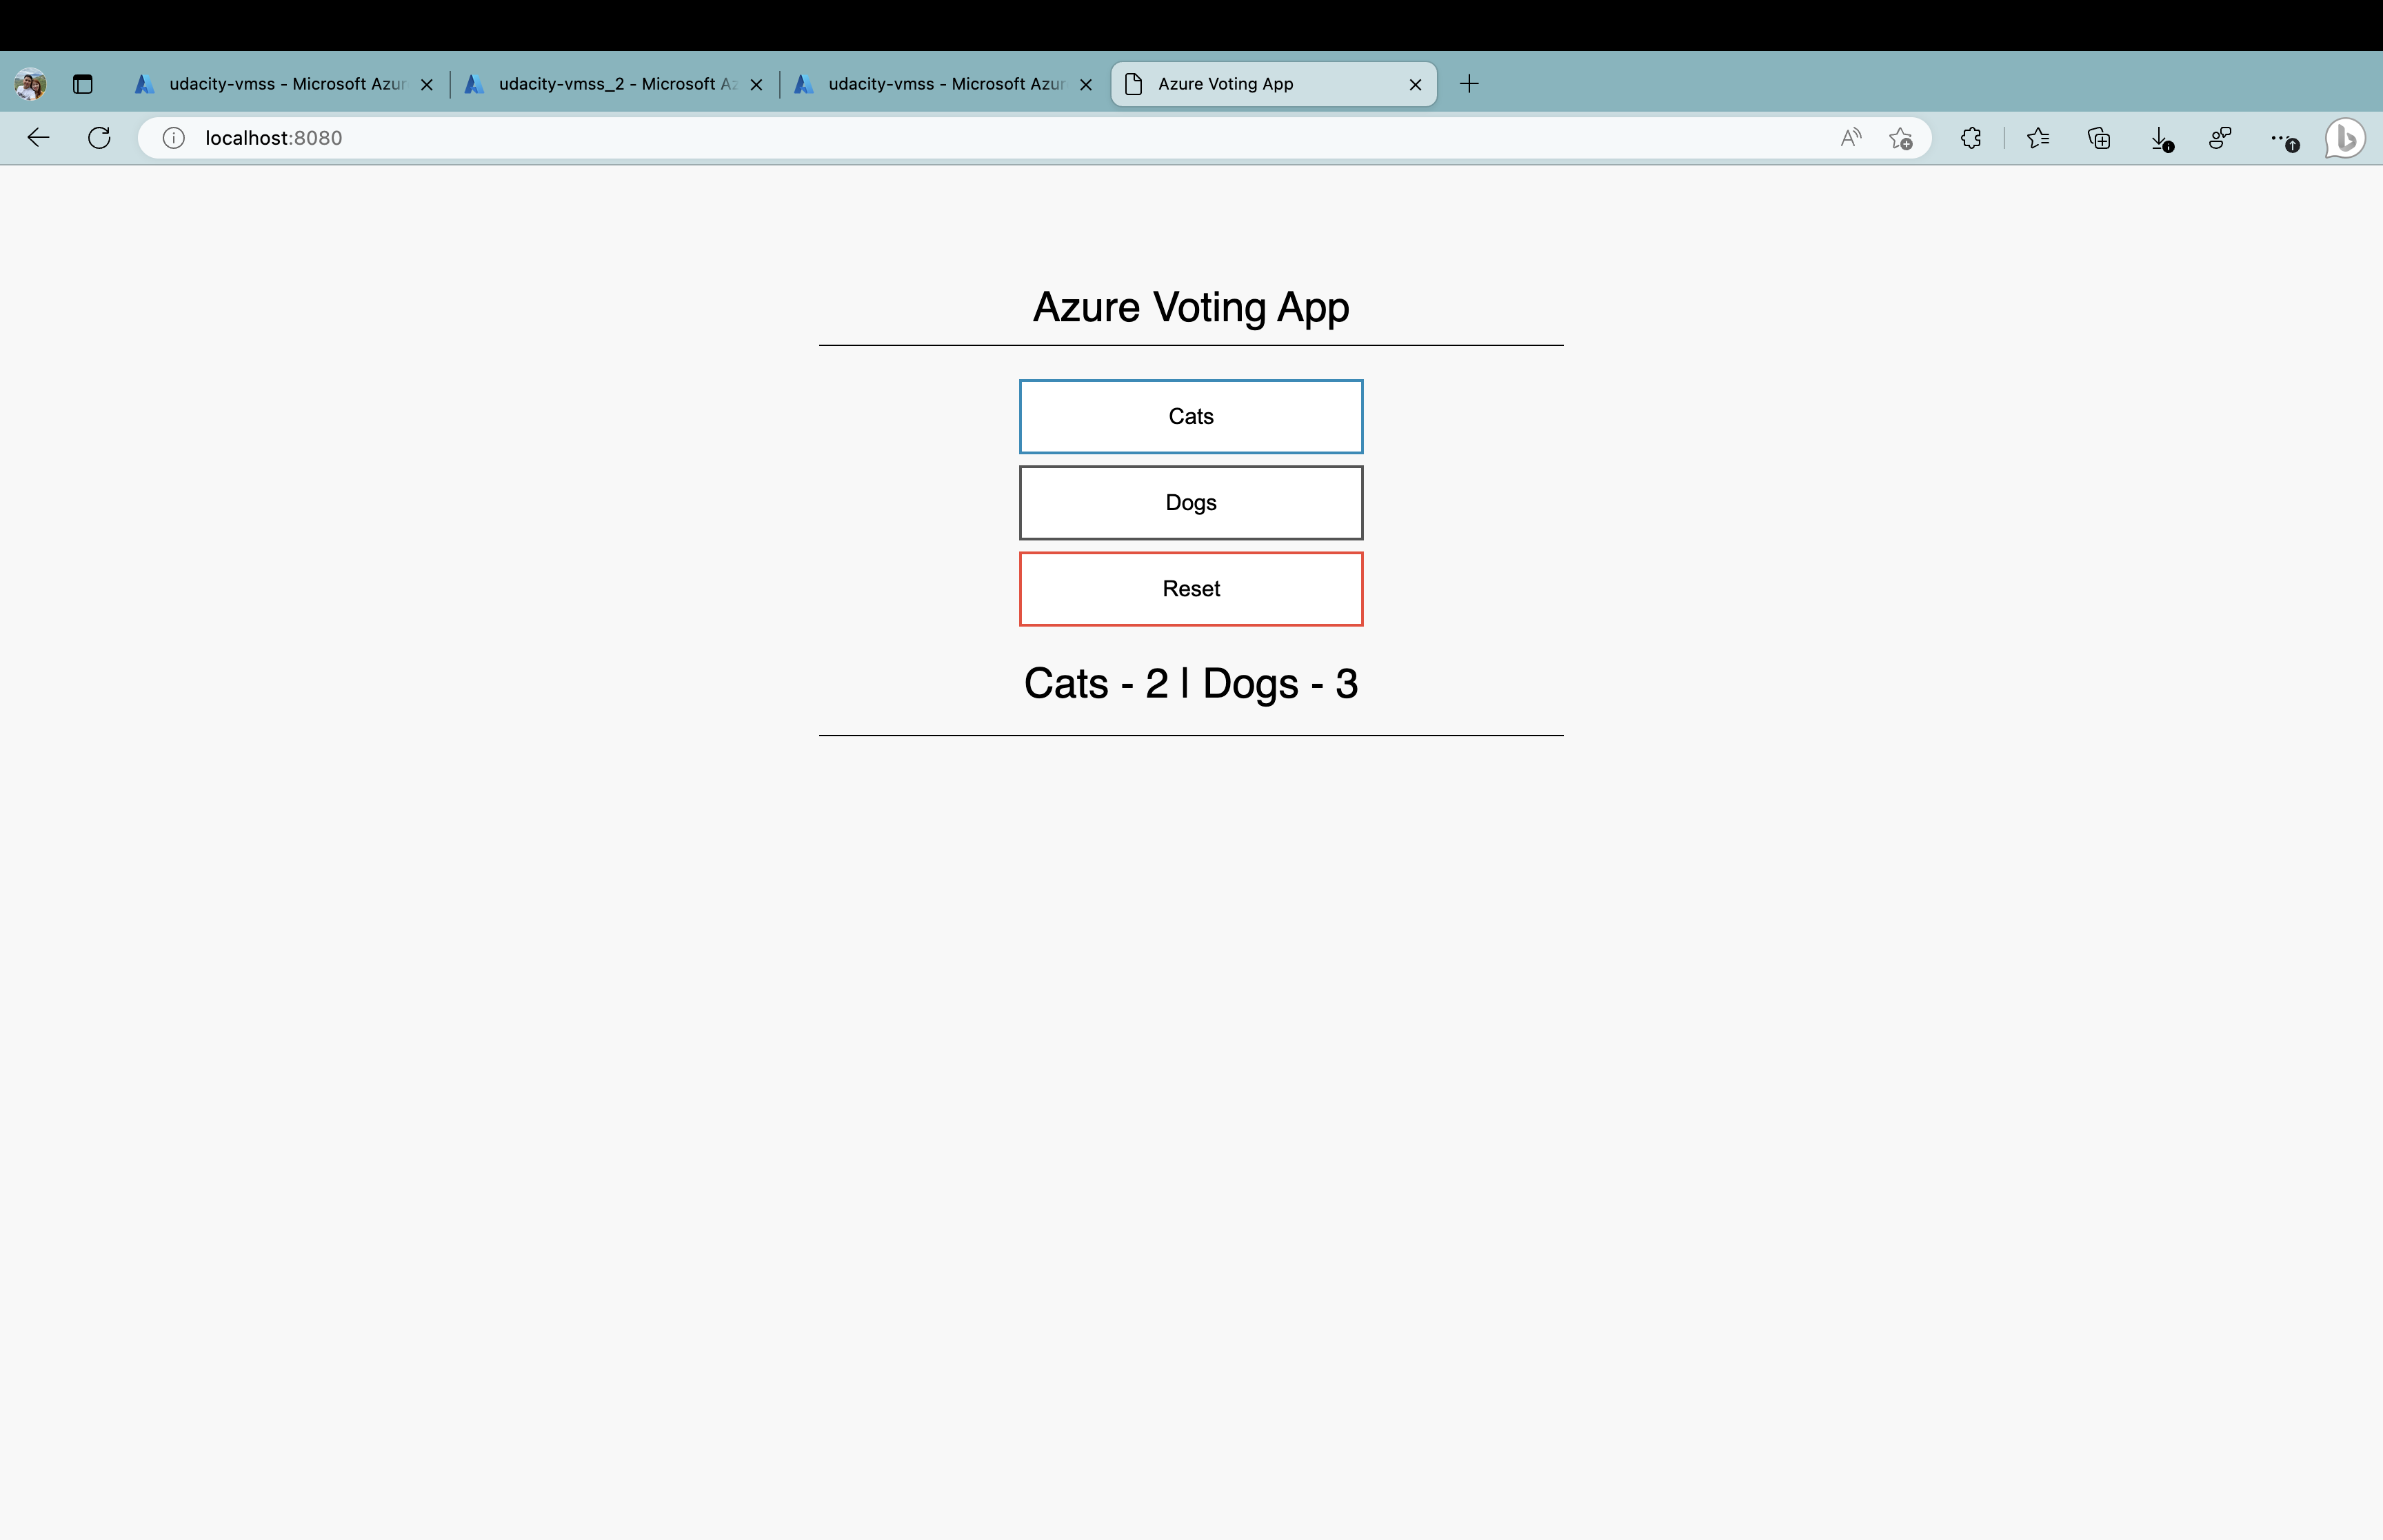 udacity-vmss - Microsoft Azur
udacity-vmss_2 - Microsoft Az
udacity-vmss - Microsoft Azur
Azure Voting App
localhost:8080
Azure Voting App
Cats
Dogs
Reset
Cats - 2 | Dogs - 3